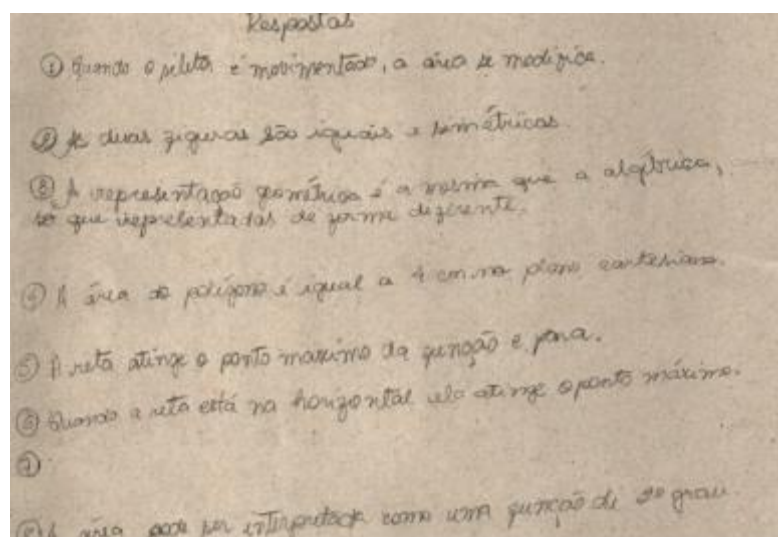 Respostas
① Quando o seletor é movimentado, a área se modifica.
② As duas figuras são iguais e simétricas.
③ A representação geométrica é a mesma que a algébrica,
só que representadas de forma diferente.
④ A área do polígono é igual a 4 cm no plano cartesiano.
⑤ A reta atinge o ponto maximo da função e para.
⑥ Quando a reta está na horizontal ela atinge o ponto máximo.
⑦
⑧ A área pode ser interpretada como uma função de 2º grau.